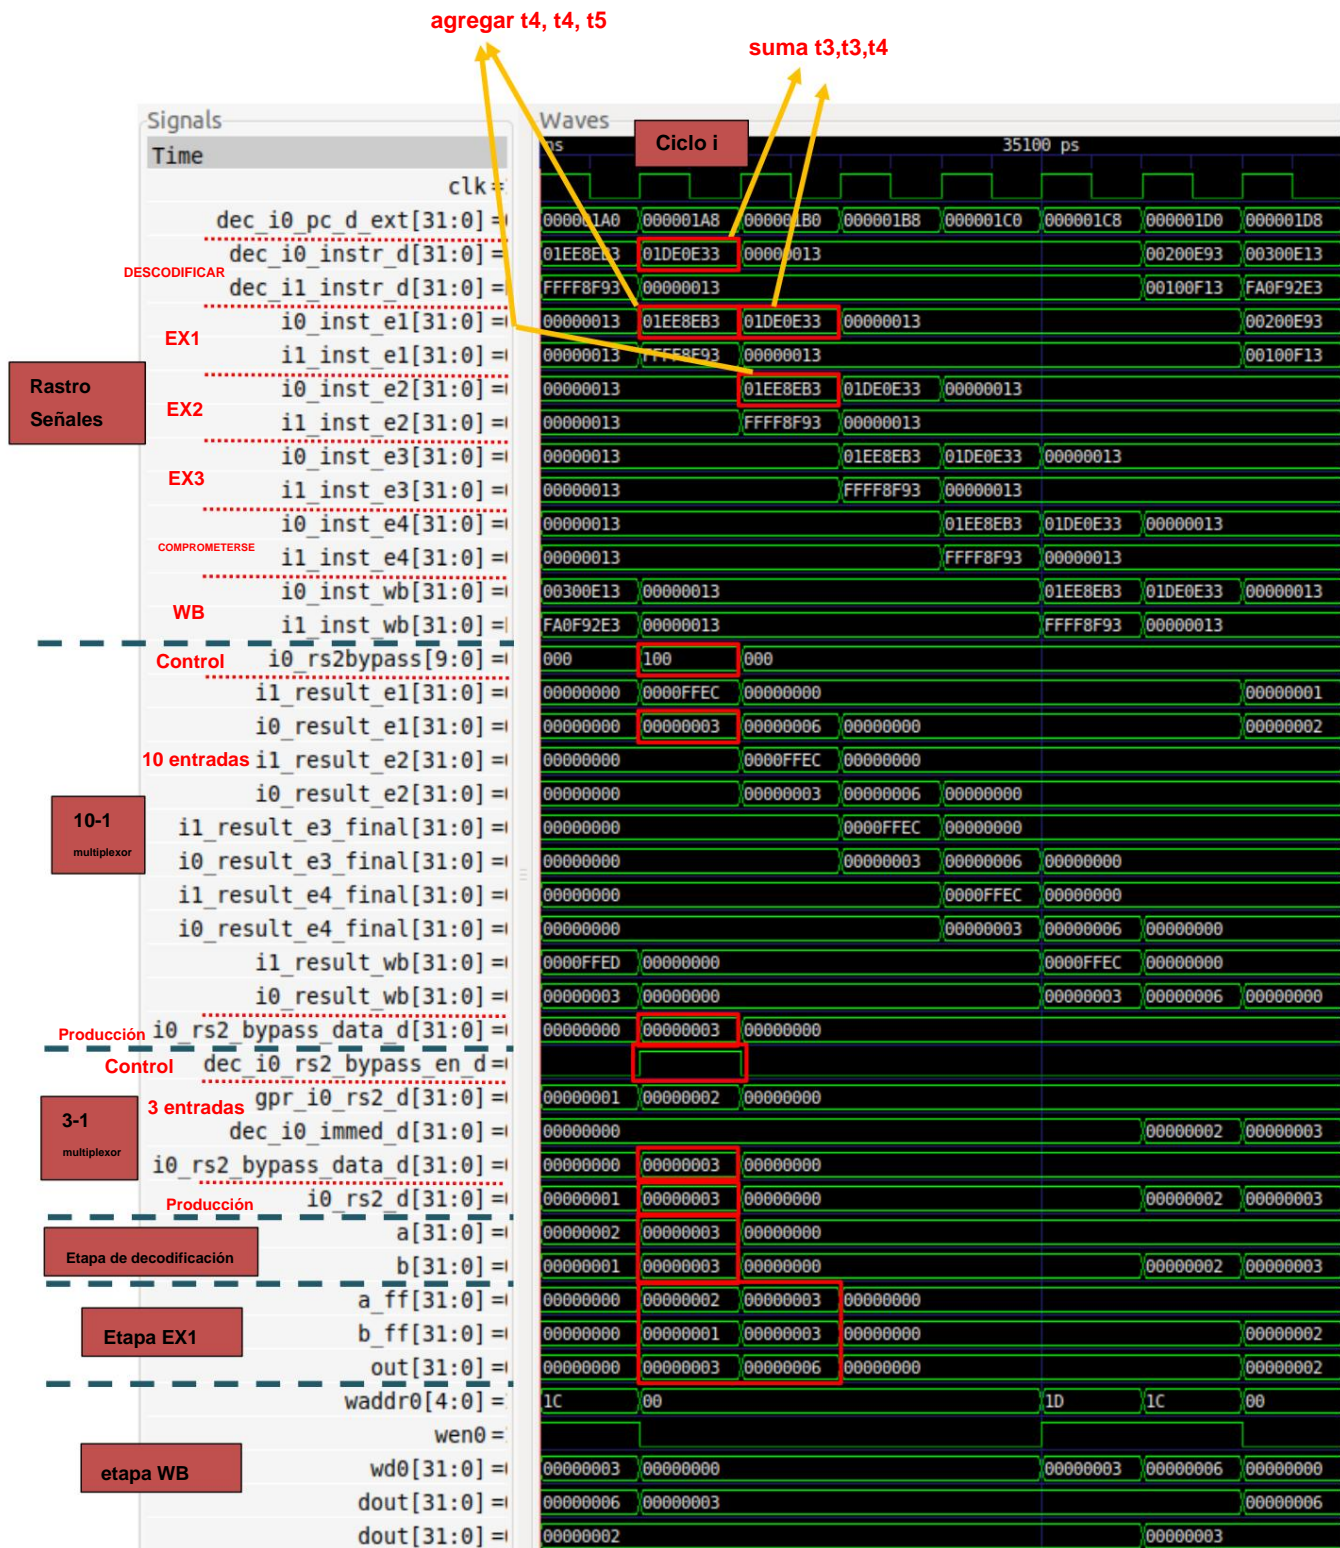 agregar t4, t4, t5
suma t3,t3,t4
Signals
Waves
Time
ns
Ciclo i
35100 ps
clk=
dec_i0_pc_d_ext[31:0] = 000001A0 000001A8 000001B0 000001B8 000001C0 000001C8 000001D0 000001D8
dec_i0_instr_d[31:0] = 01EE8EB3 01DE0E33 00000013 00200E93 00300E13
DESCODIFICAR
dec_i1_instr_d[31:0] = FFFF8F93 00000013 00100F13 FA0F92E3
EX1
i0_inst_e1[31:0] = 00000013 01EE8EB3 01DE0E33 00000013 00200E93
i1_inst_e1[31:0] = 00000013 FFFF8F93 00000013 00100F13
Rastro
Señales
EX2
i0_inst_e2[31:0] = 00000013 01EE8EB3 01DE0E33 00000013
i1_inst_e2[31:0] = 00000013 FFFF8F93 00000013
EX3
i0_inst_e3[31:0] = 00000013 01EE8EB3 01DE0E33 00000013
i1_inst_e3[31:0] = 00000013 FFFF8F93 00000013
COMPROMETERSE
i0_inst_e4[31:0] = 00000013 01EE8EB3 01DE0E33 00000013
i1_inst_e4[31:0] = 00000013 FFFF8F93 00000013
WB
i0_inst_wb[31:0] = 00300E13 00000013 01EE8EB3 01DE0E33 00000013
i1_inst_wb[31:0] = FA0F92E3 00000013 FFFF8F93 00000013
Control
i0_rs2bypass[9:0] = 000 100 000
i1_result_e1[31:0] = 00000000 0000FFEC 00000000 00000001
i0_result_e1[31:0] = 00000000 00000003 00000006 00000000 00000002
10 entradas
i1_result_e2[31:0] = 00000000 0000FFEC 00000000
i0_result_e2[31:0] = 00000000 00000003 00000006 00000000
10-1
multiplexor
i1_result_e3_final[31:0] = 00000000 0000FFEC 00000000
i0_result_e3_final[31:0] = 00000000 00000003 00000006 00000000
i1_result_e4_final[31:0] = 00000000 0000FFEC 00000000
i0_result_e4_final[31:0] = 00000000 00000003 00000006 00000000
i1_result_wb[31:0] = 0000FFED 00000000 0000FFEC 00000000
i0_result_wb[31:0] = 00000003 00000000 00000003 00000006 00000000
Producción
i0_rs2_bypass_data_d[31:0] = 00000000 00000003 00000000
Control
dec_i0_rs2_bypass_en_d =
3 entradas
gpr_i0_rs2_d[31:0] = 00000001 00000002 00000000
3-1
multiplexor
dec_i0_immed_d[31:0] = 00000000 00000002 00000003
i0_rs2_bypass_data_d[31:0] = 00000000 00000003 00000000
Producción
i0_rs2_d[31:0] = 00000001 00000003 00000000 00000002 00000003
Etapa de decodificación
a[31:0] = 00000002 00000003 00000000
b[31:0] = 00000001 00000003 00000000 00000002 00000003
Etapa EX1
a_ff[31:0] = 00000000 00000002 00000003 00000000
b_ff[31:0] = 00000000 00000001 00000003 00000000 00000002
out[31:0] = 00000000 00000003 00000006 00000000 00000002
waddr0[4:0] = 1C 00 1D 1C 00
wen0 =
etapa WB
wd0[31:0] = 00000003 00000000 00000003 00000006 00000000
dout[31:0] = 00000006 00000003 00000006
dout[31:0] = 00000002 00000003